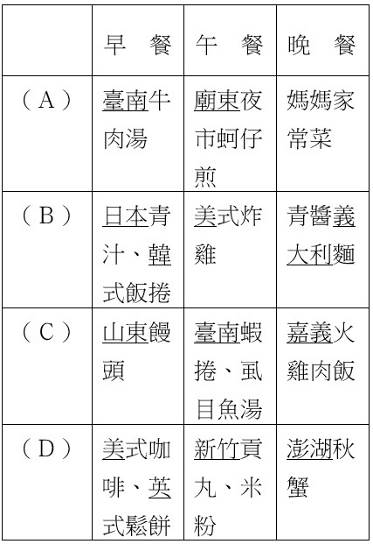 早 餐 午 餐 晚 餐
（A） 臺南牛肉湯 廟東夜市蚵仔煎 媽媽家常菜
（B） 日本青汁、韓式飯捲 美式炸雞 青醬義大利麵
（C） 山東饅頭 臺南蝦捲、虱目魚湯 嘉義火雞肉飯
（D） 美式咖啡、英式鬆餅 新竹貢丸、米粉 澎湖秋蟹